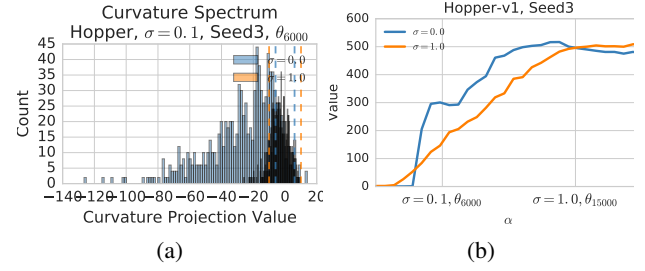 Curvature Spectrum
Hopper, σ = 0.1, Seed3, θ6000
45
40
35
30
25
20
15
10
5
0
Count
σ = 0.0
σ = 1.0
−140−120−100−80 −60 −40 −20 0 20
Curvature Projection Value
(a)
Hopper-v1, Seed3
600
500
400
300
200
100
0
Value
σ = 0.0
σ = 1.0
σ = 0.1, θ6000
σ = 1.0, θ15000
α
(b)